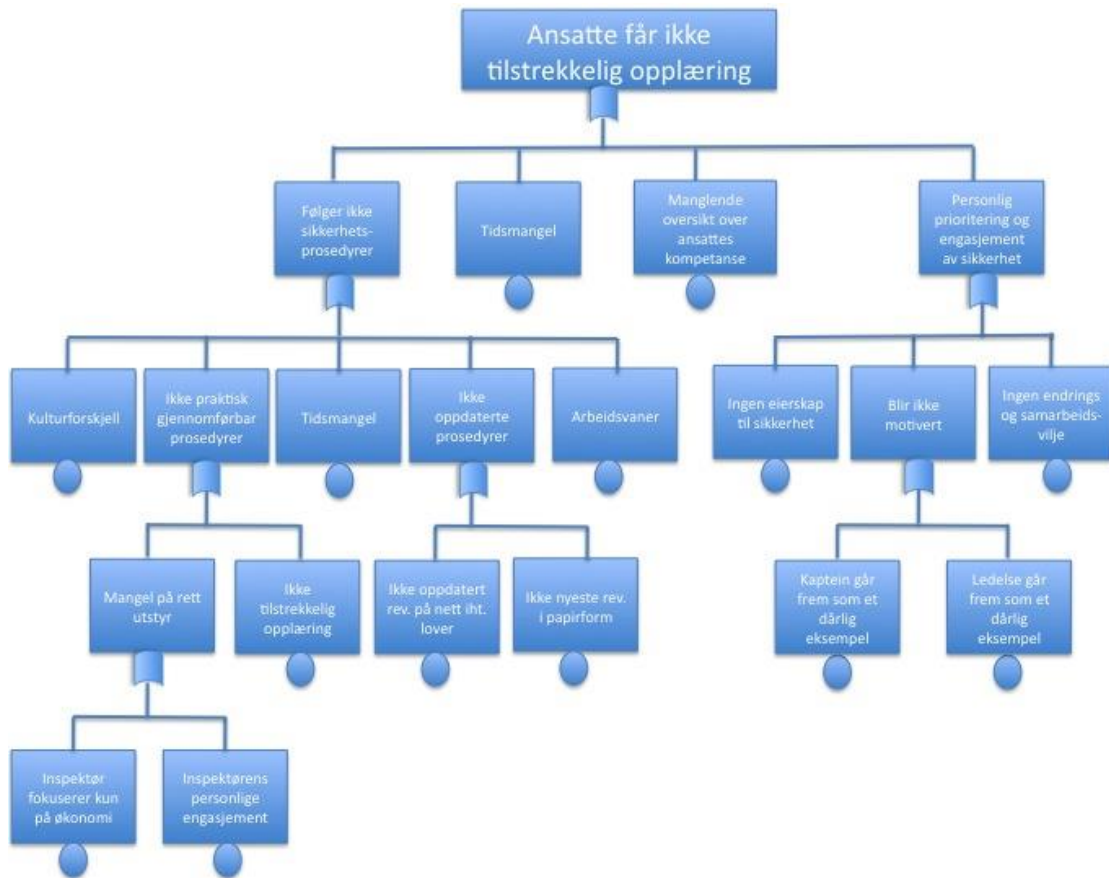 Ansatte får ikke
tilstrekkelig opplæring
Følger ikke
sikkerhets-
prosedyrer
Tidsmangel
Manglende
oversikt over
ansattes
kompetanse
Personlig
prioritering og
engasjement
av sikkerhet
Kulturforskjell
Ikke praktisk
gjennomførbar
prosedyrer
Tidsmangel
Ikke
oppdaterte
prosedyrer
Arbeidsvaner
Ingen eierskap
til sikkerhet
Blir ikke
motivert
Ingen endrings
og samarbeids-
vilje
Mangel på rett
utstyr
Ikke
tilstrekkelig
opplæring
Ikke oppdatert
rev. på nett iht.
lover
Ikke nyeste rev.
i papirform
Kaptein går
frem som et
dårlig
eksempel
Ledelse går
frem som et
dårlig
eksempel
Inspektør
fokuserer kun
på økonomi
Inspektørens
personlige
engasjement